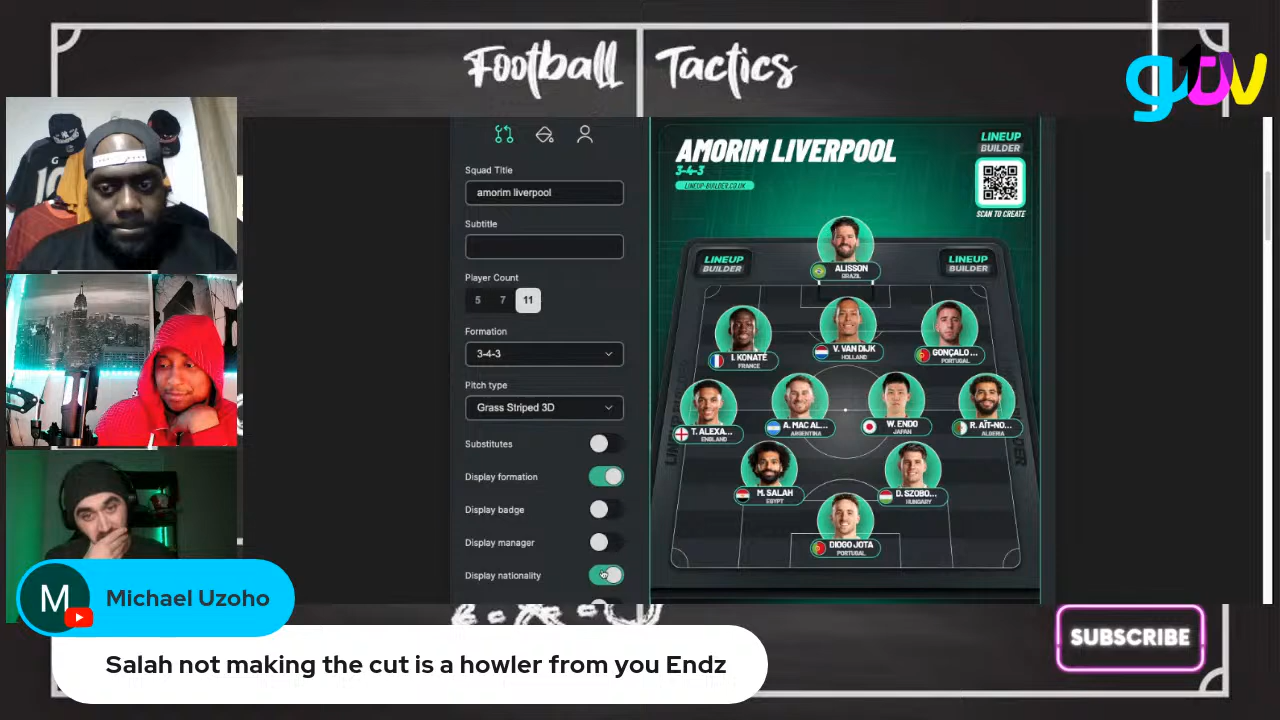 Football Tactics
g1tv
Squad Title
amorim liverpool
Subtitle
Player Count
5 7 11
Formation
3-4-3
Pitch type
Grass Striped 3D
Substitutes
Display formation
Display badge
Display manager
Display nationality
AMORIM LIVERPOOL
3-4-3
LINEUP-BUILDER.CO.UK
LINEUP
BUILDER
SCAN TO CREATE
LINEUP
BUILDER
LINEUP
BUILDER
ALISSON
BRAZIL
I. KONATÉ
FRANCE
V. VAN DIJK
HOLLAND
GONÇALO ...
PORTUGAL
T. ALEXA...
ENGLAND
A. MAC AL...
ARGENTINA
W. ENDO
JAPAN
R. AÏT-NO...
ALGERIA
M. SALAH
EGYPT
D. SZOBO...
HUNGARY
DIOGO JOTA
PORTUGAL
M
Michael Uzoho
Salah not making the cut is a howler from you Endz
SUBSCRIBE